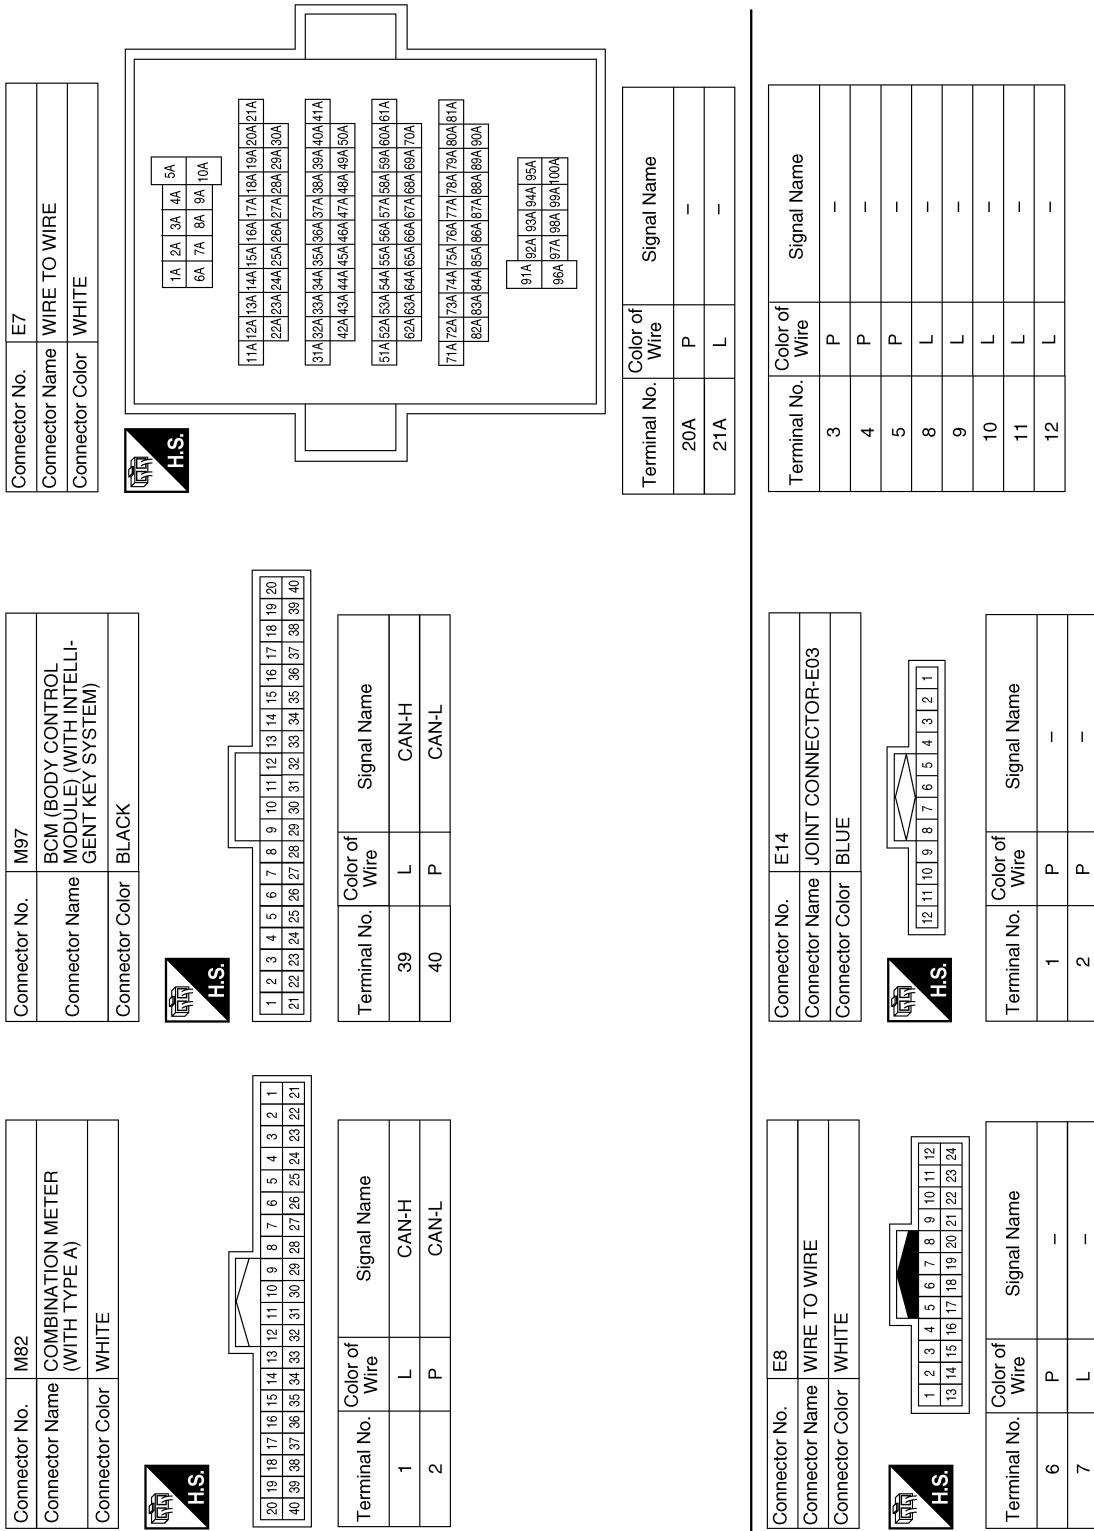 Connector No. M82
Connector Name COMBINATION METER
(WITH TYPE A)
Connector Color WHITE
H.S.
20 19 18 17 16 15 14 13 12 11 10 9 8 7 6 5 4 3 2 1
40 39 38 37 36 35 34 33 32 31 30 29 28 27 26 25 24 23 22 21
Terminal No. Color of Wire Signal Name
1 L CAN-H
2 P CAN-L
Connector No. M97
Connector Name BCM (BODY CONTROL
MODULE) (WITH INTELLI-
GENT KEY SYSTEM)
Connector Color BLACK
H.S.
1 2 3 4 5 6 7 8 9 10 11 12 13 14 15 16 17 18 19 20
21 22 23 24 25 26 27 28 29 30 31 32 33 34 35 36 37 38 39 40
Terminal No. Color of Wire Signal Name
39 L CAN-H
40 P CAN-L
Connector No. E7
Connector Name WIRE TO WIRE
Connector Color WHITE
H.S.
1A 2A 3A 4A 5A
6A 7A 8A 9A 10A
11A 12A 13A 14A 15A 16A 17A 18A 19A 20A 21A
22A 23A 24A 25A 26A 27A 28A 29A 30A
31A 32A 33A 34A 35A 36A 37A 38A 39A 40A 41A
42A 43A 44A 45A 46A 47A 48A 49A 50A
51A 52A 53A 54A 55A 56A 57A 58A 59A 60A 61A
62A 63A 64A 65A 66A 67A 68A 69A 70A
71A 72A 73A 74A 75A 76A 77A 78A 79A 80A 81A
82A 83A 84A 85A 86A 87A 88A 89A 90A
91A 92A 93A 94A 95A
96A 97A 98A 99A 100A
Terminal No. Color of Wire Signal Name
20A P –
21A L –
Connector No. E8
Connector Name WIRE TO WIRE
Connector Color WHITE
H.S.
1 2 3 4 5 6 7 8 9 10 11 12
13 14 15 16 17 18 19 20 21 22 23 24
Terminal No. Color of Wire Signal Name
6 P –
7 L –
Connector No. E14
Connector Name JOINT CONNECTOR-E03
Connector Color BLUE
H.S.
12 11 10 9 8 7 6 5 4 3 2 1
Terminal No. Color of Wire Signal Name
1 P –
2 P –
Terminal No. Color of Wire Signal Name
3 P –
4 P –
5 P –
8 L –
9 L –
10 L –
11 L –
12 L –